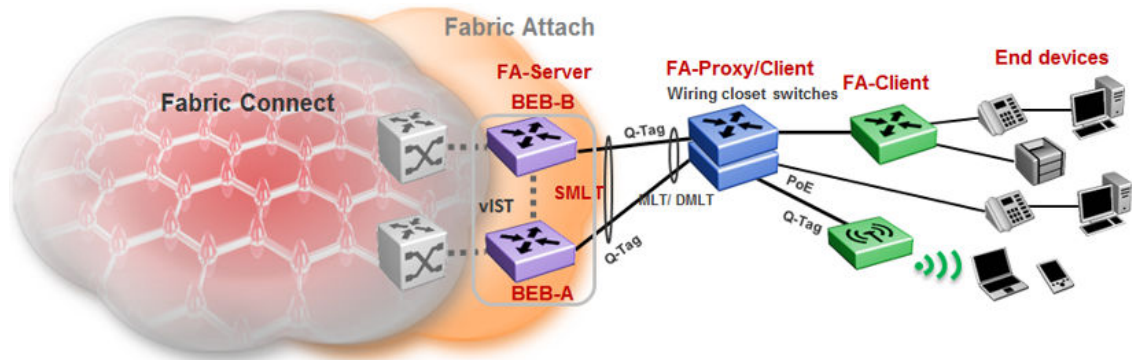 Fabric Attach
Fabric Connect
FA-Server
BEB-B
vIST
SMLT
BEB-A
Q-Tag
Q-Tag
MLT/ DMLT
FA-Proxy/Client
Wiring closet switches
FA-Client
PoE
Q-Tag
End devices